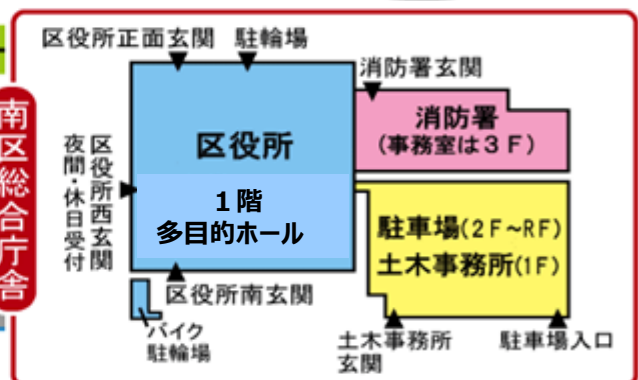 区役所正面玄関
駐輪場
消防署玄関
南区総合庁舎
区役所西玄関
夜間・休日受付
区役所
1階
多目的ホール
消防署
(事務室は3F)
駐車場(2F~RF)
土木事務所(1F)
区役所南玄関
バイク
駐輪場
土木事務所
玄関
駐車場入口